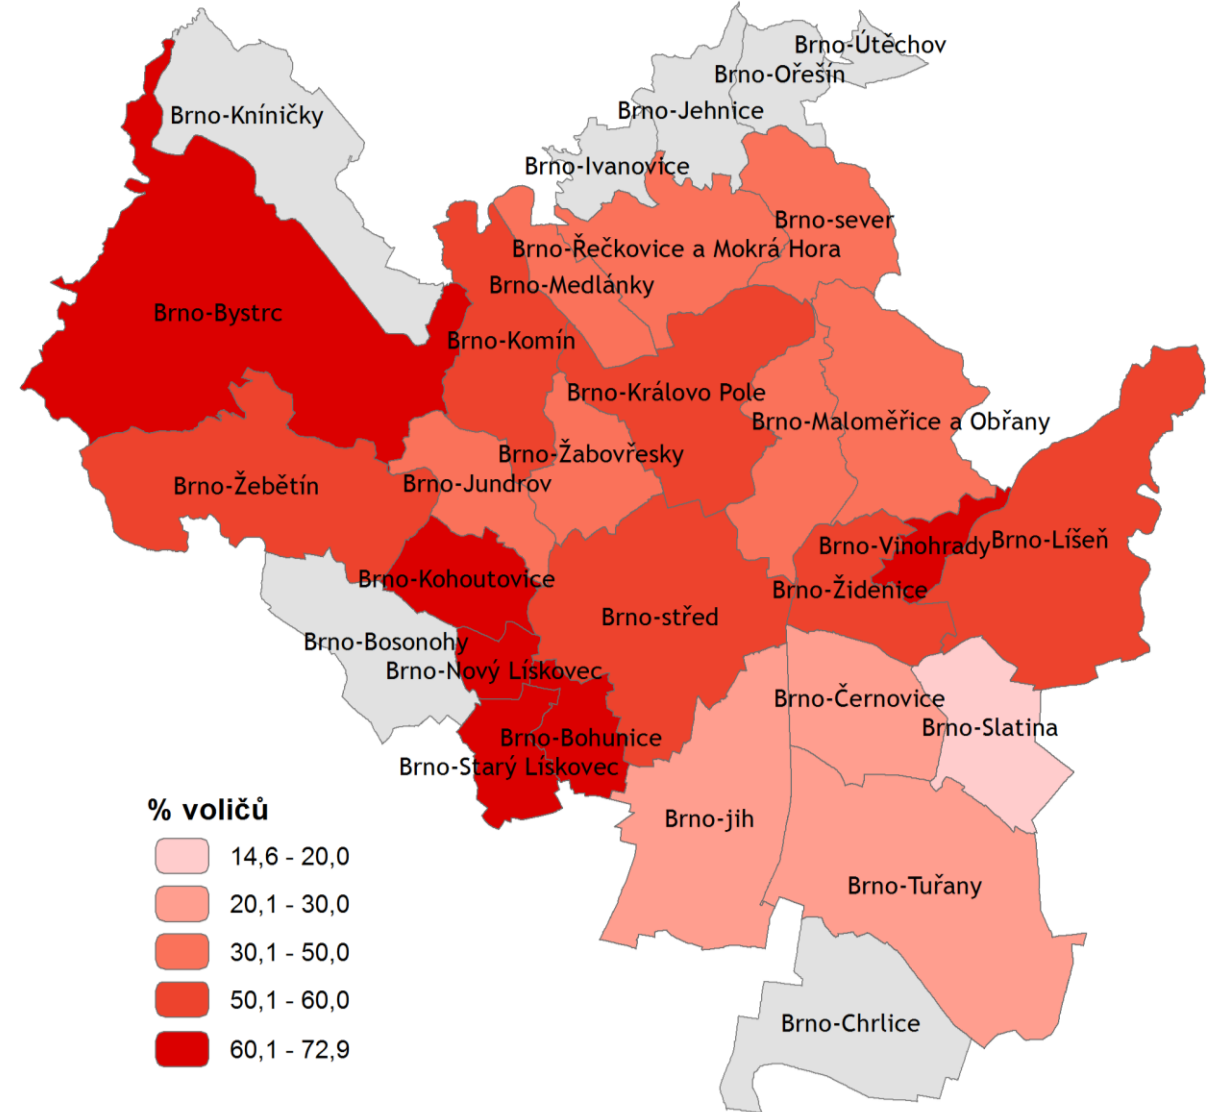 Brno-Útěchov
Brno-Ořešín
Brno-Jehnice
Brno-Kníničky
Brno-Ivanovice
Brno-sever
Brno-Řečkovice a Mokrá Hora
Brno-Medlánky
Brno-Bystrc
Brno-Komín
Brno-Královo Pole
Brno-Maloměřice a Obřany
Brno-Žabovřesky
Brno-Žebětín
Brno-Jundrov
Brno-Vinohrady
Brno-Líšeň
Brno-Kohoutovice
Brno-Židenice
Brno-střed
Brno-Bosonohy
Brno-Nový Lískovec
Brno-Černovice
Brno-Slatina
Brno-Bohunice
Brno-Starý Lískovec
Brno-jih
Brno-Tuřany
Brno-Chrlice
% voličů
14,6 - 20,0
20,1 - 30,0
30,1 - 50,0
50,1 - 60,0
60,1 - 72,9